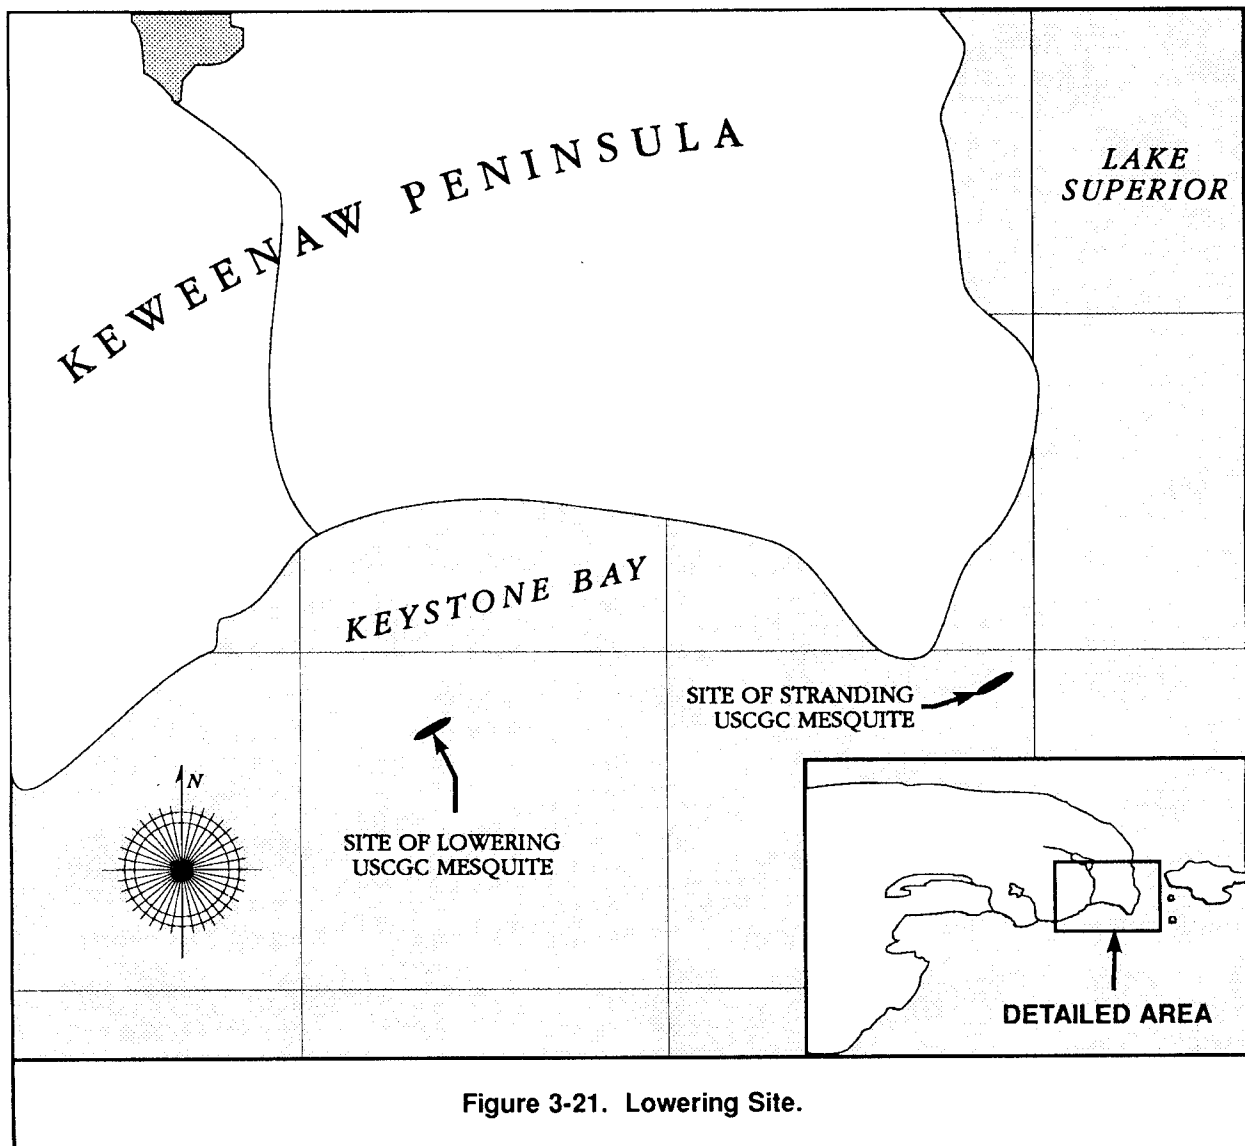 KEWEENAW PENINSULA
LAKE
SUPERIOR
KEYSTONE BAY
SITE OF STRANDING
USCGC MESQUITE
SITE OF LOWERING
USCGC MESQUITE
N
DETAILED AREA
Figure 3-21. Lowering Site.